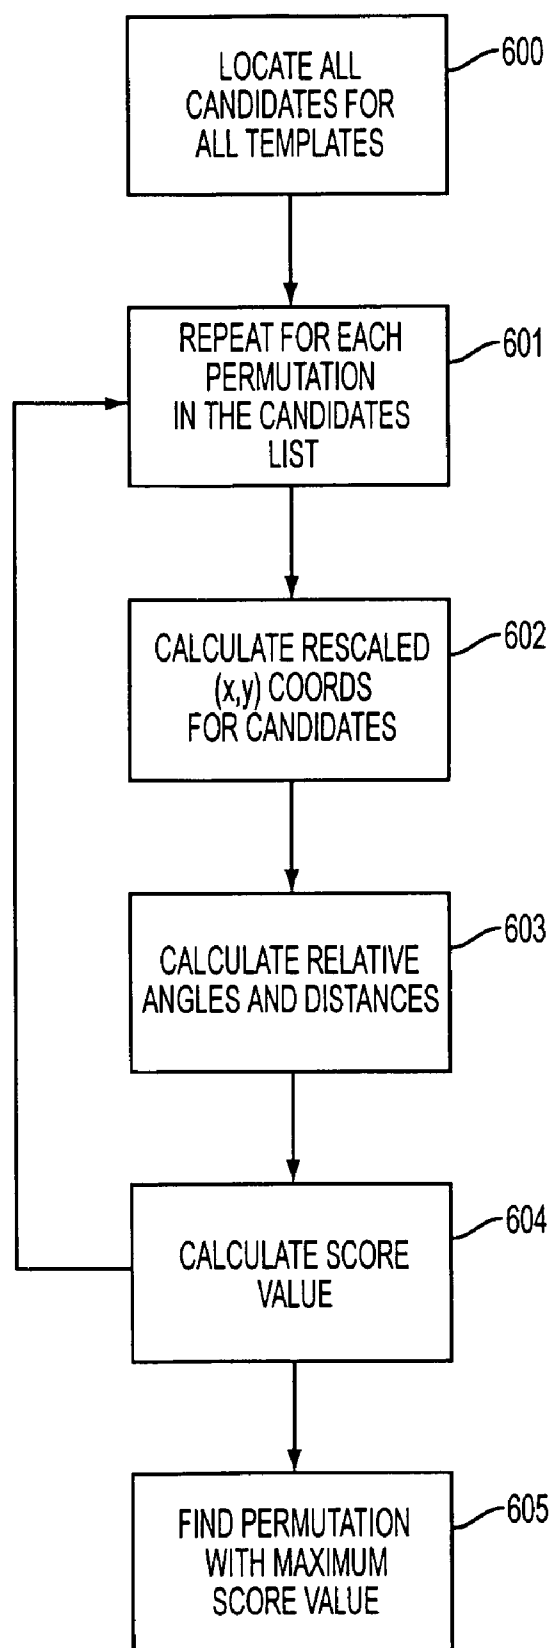 LOCATE ALL
CANDIDATES FOR
ALL TEMPLATES
600
REPEAT FOR EACH
PERMUTATION
IN THE CANDIDATES
LIST
601
CALCULATE RESCALED
(x,y) COORDS
FOR CANDIDATES
602
CALCULATE RELATIVE
ANGLES AND DISTANCES
603
CALCULATE SCORE
VALUE
604
FIND PERMUTATION
WITH MAXIMUM
SCORE VALUE
605